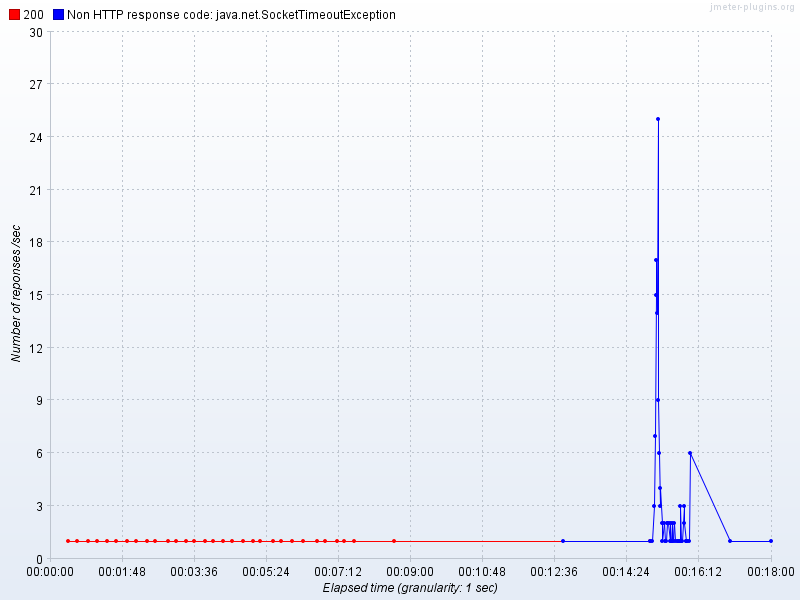 200 Non HTTP response code: java.net.SocketTimeoutException
jmeter-plugins.org
30
27
24
21
18
15
12
9
6
3
0
Number of reponses /sec
00:00:00 00:01:48 00:03:36 00:05:24 00:07:12 00:09:00 00:10:48 00:12:36 00:14:24 00:16:12 00:18:00
Elapsed time (granularity: 1 sec)